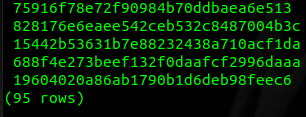 75916f78e72f90984b70ddbaea6e513
828176e6eaee542ceb532c8487004b3c
15442b53631b7e88232438a710acf1da
688f4e273beef132f0daafcf2996daaa
19604020a86ab1790b1d6deb98feec6
(95 rows)